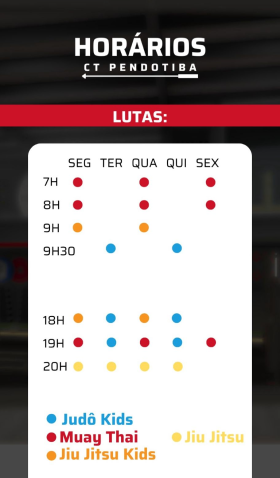 HORÁRIOS
CT PENDOTIBA
LUTAS:
SEG TER QUA QUI SEX
7H
8H
9H
9H30
18H
19H
20H
Judô Kids
Muay Thai
Jiu Jitsu
Jiu Jitsu Kids